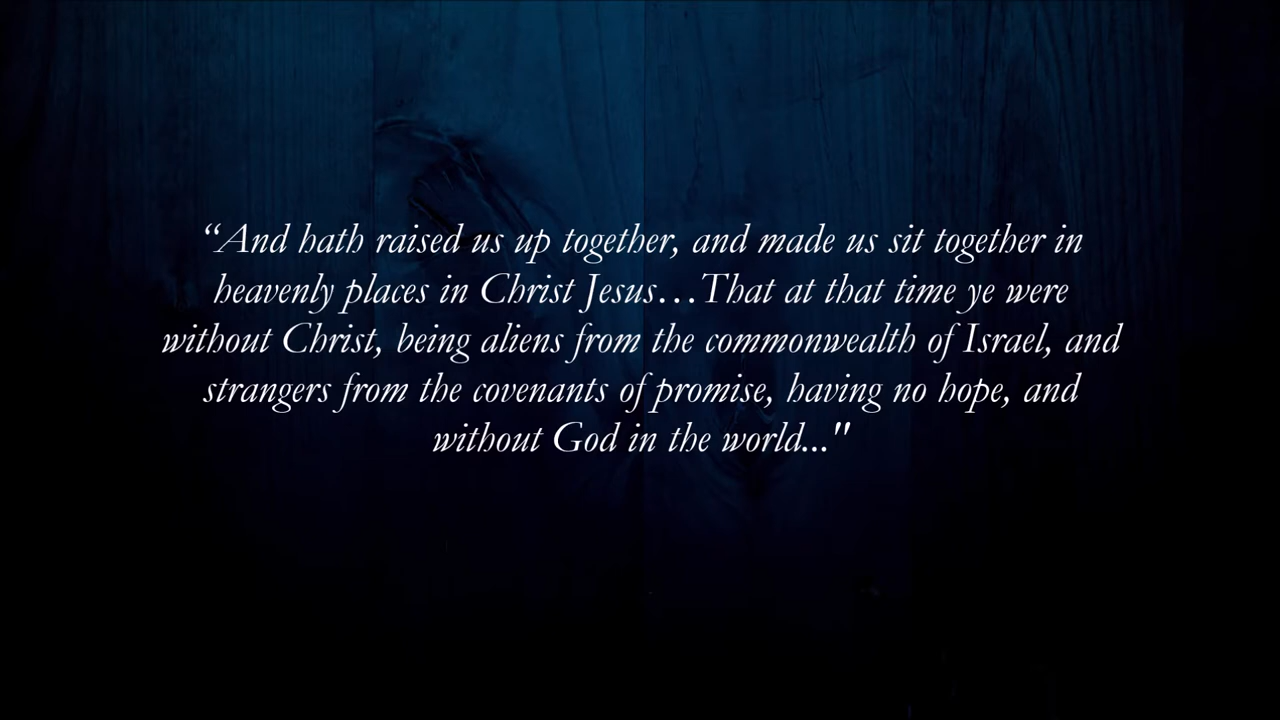 “And hath raised us up together, and made us sit together in
heavenly places in Christ Jesus…That at that time ye were
without Christ, being aliens from the commonwealth of Israel, and
strangers from the covenants of promise, having no hope, and
without God in the world..."